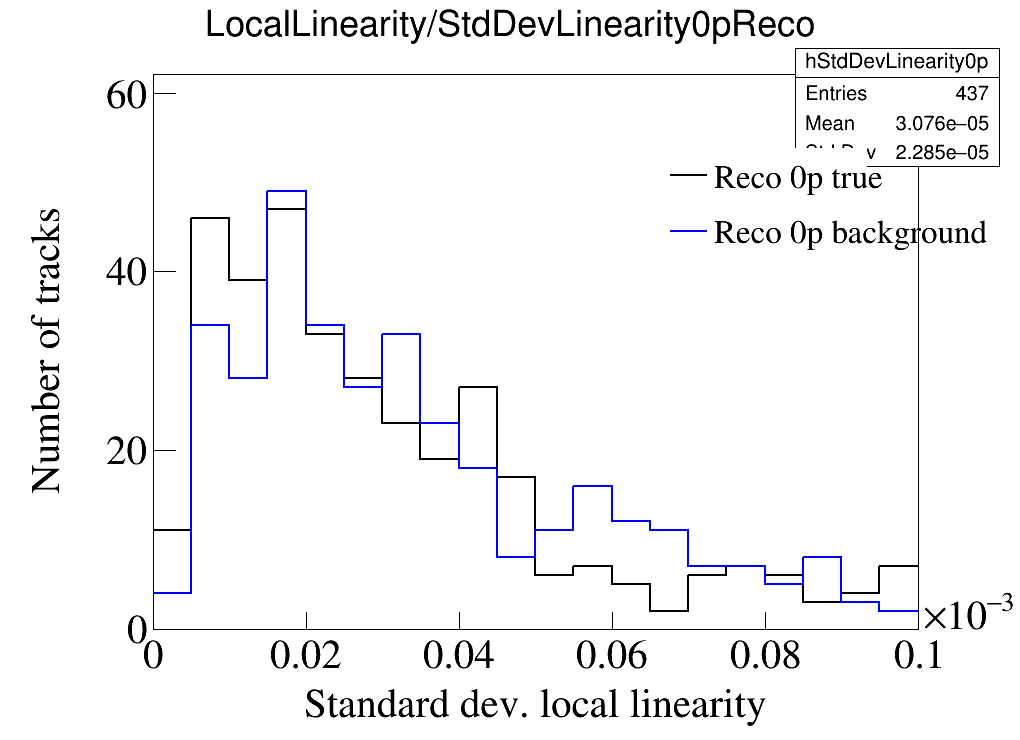 LocalLinearity/StdDevLinearity0pReco
hStdDevLinearity0p
Entries 437
Mean 3.076e−05
v 2.285e−05
Reco 0p true
Reco 0p background
Number of tracks
60
40
20
0
0 0.02 0.04 0.06 0.08 0.1
×10⁻³
Standard dev. local linearity